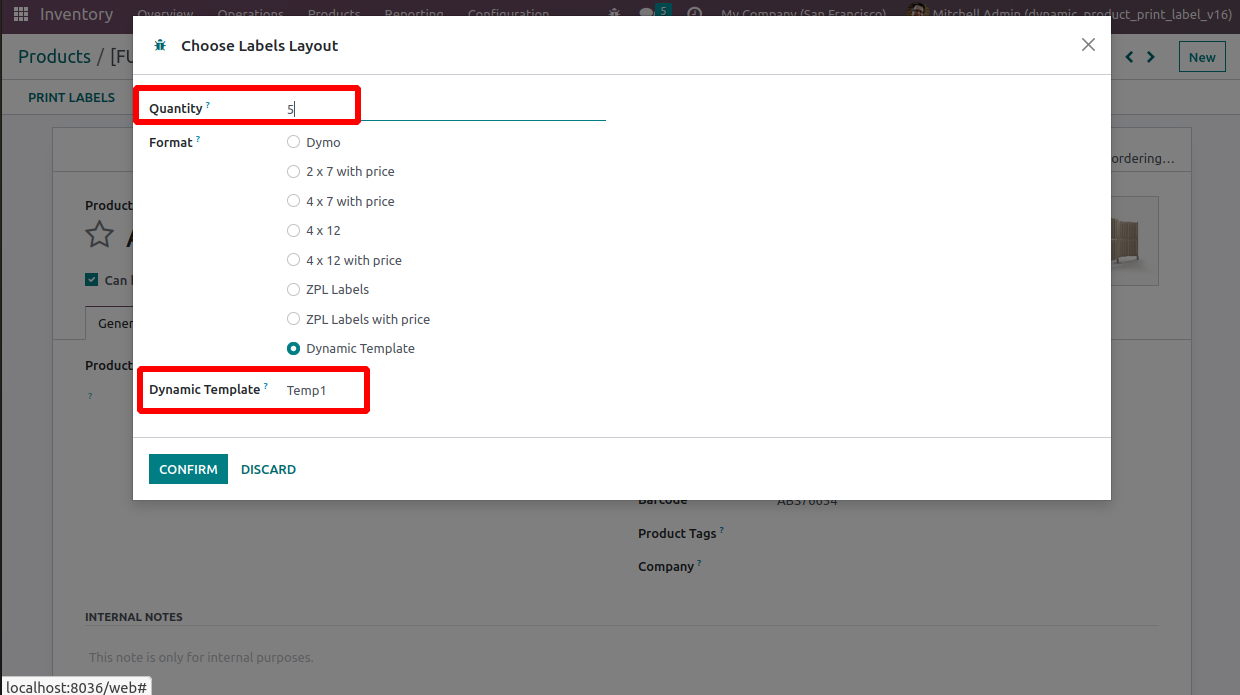 Inventory Overview Operations Products Reporting Configuration 5 My Company (San Francisco) Mitchell Admin (dynamic_product_print_label_v16)
Choose Labels Layout
Products / [FU
New
PRINT LABELS
Quantity ? 5
Format ? Dymo
ordering...
2 x 7 with price
4 x 7 with price
Product
4 x 12
A
4 x 12 with price
Can
ZPL Labels
ZPL Labels with price
Gener
Dynamic Template
Product
Dynamic Template ? Temp1
?
CONFIRM DISCARD
Barcode AB370034
Product Tags ?
Company ?
INTERNAL NOTES
This note is only for internal purposes.
localhost:8036/web#